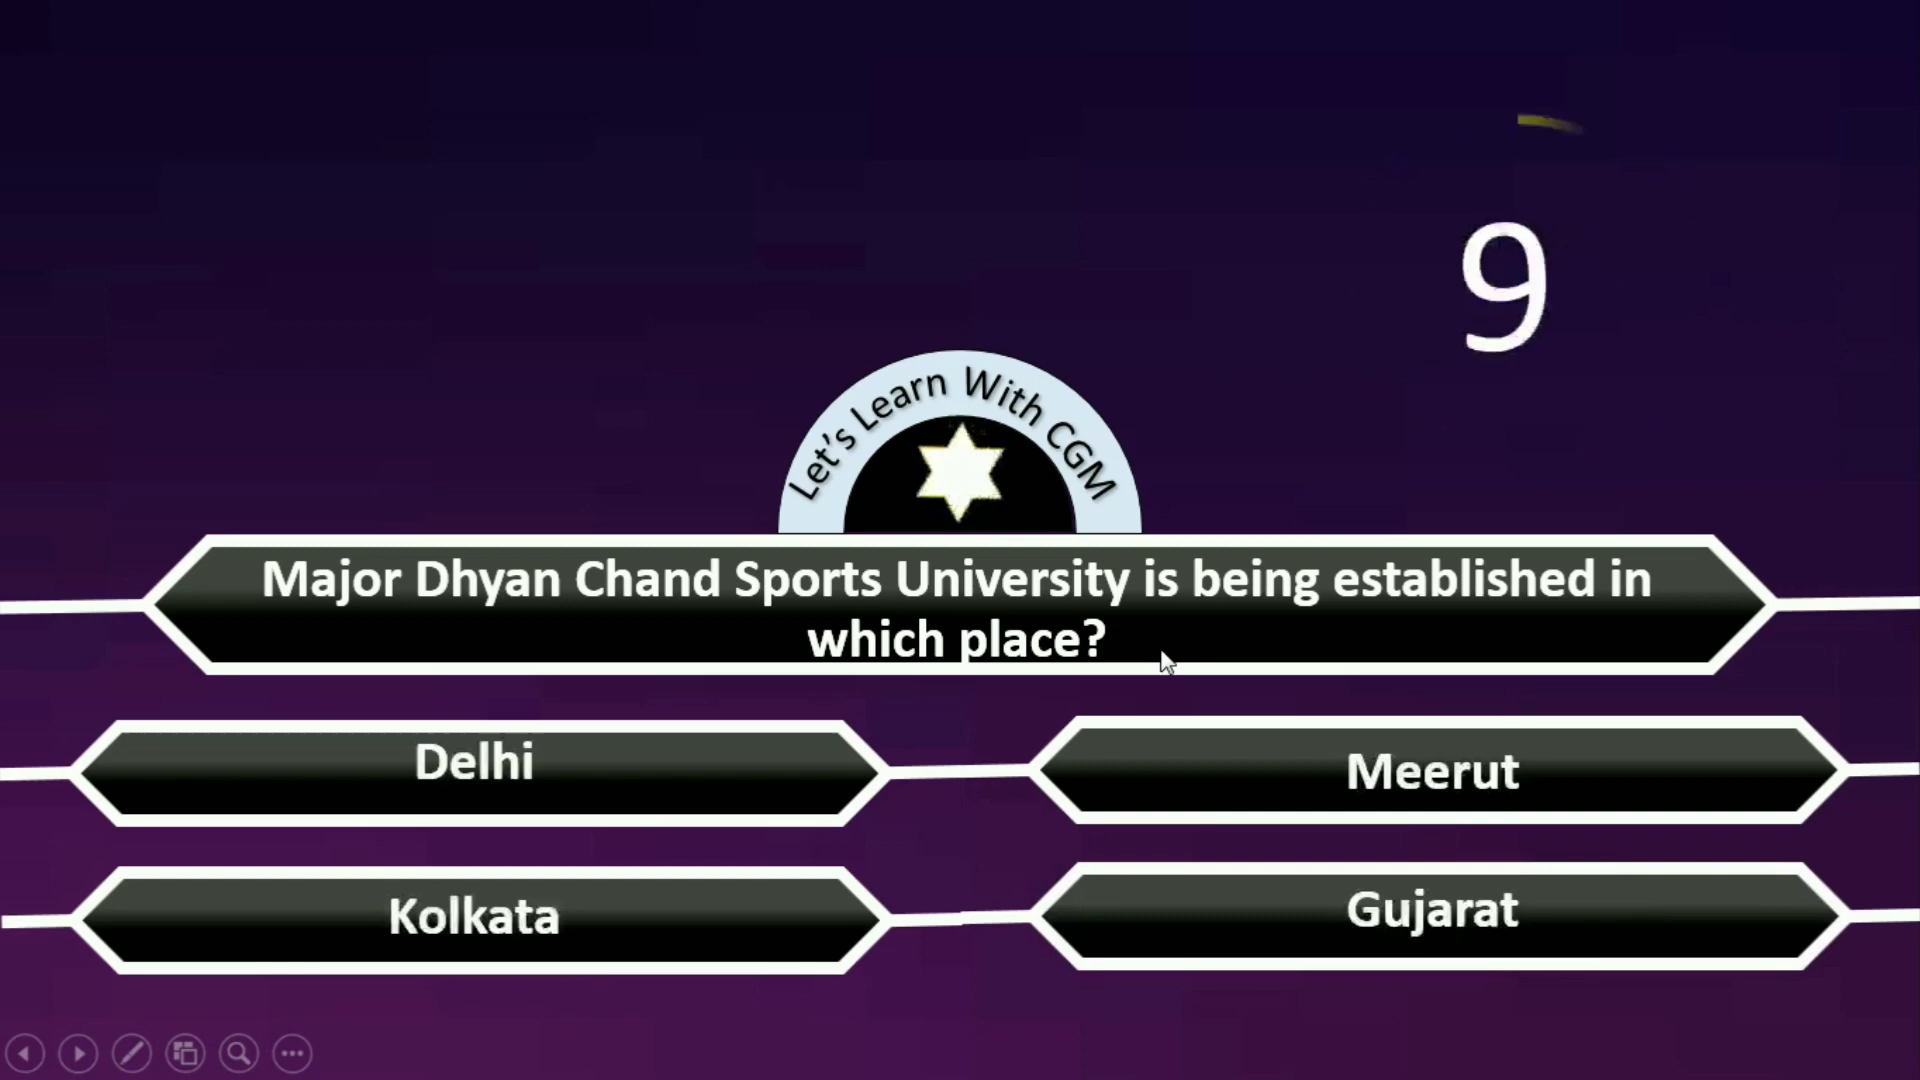 9
Let's Learn With CGM
Major Dhyan Chand Sports University is being established in
which place?
Delhi
Meerut
Kolkata
Gujarat